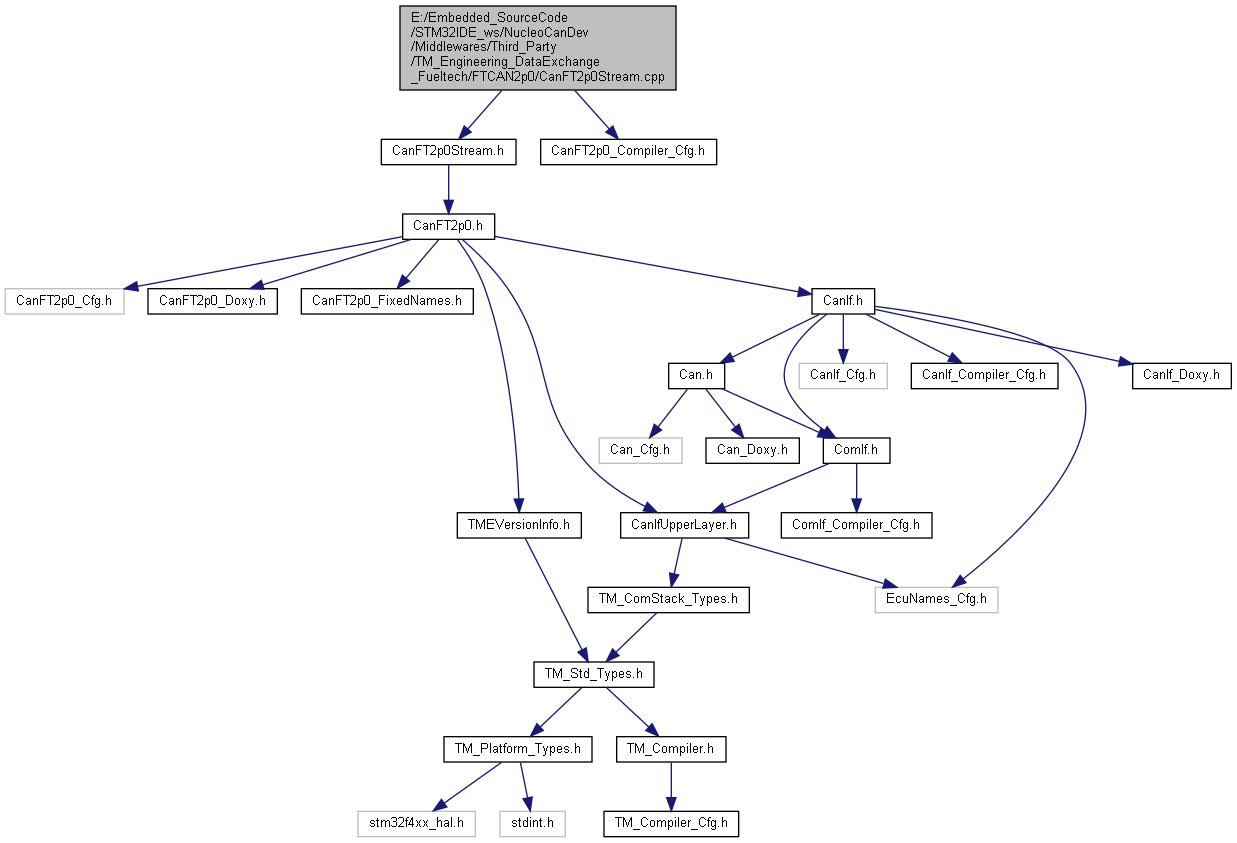 E:/Embedded_SourceCode
/STM32IDE_ws/NucleoCanDev
/Middlewares/Third_Party
/TM_Engineering_DataExchange
_Fueltech/FTCAN2p0/CanFT2p0Stream.cpp
CanFT2p0Stream.h
CanFT2p0_Compiler_Cfg.h
CanFT2p0.h
CanFT2p0_Cfg.h
CanFT2p0_Doxy.h
CanFT2p0_FixedNames.h
CanIf.h
Can.h
CanIf_Cfg.h
CanIf_Compiler_Cfg.h
CanIf_Doxy.h
Can_Cfg.h
Can_Doxy.h
ComIf.h
TMEVersionInfo.h
CanIfUpperLayer.h
ComIf_Compiler_Cfg.h
TM_ComStack_Types.h
EcuNames_Cfg.h
TM_Std_Types.h
TM_Platform_Types.h
TM_Compiler.h
stm32f4xx_hal.h
stdint.h
TM_Compiler_Cfg.h